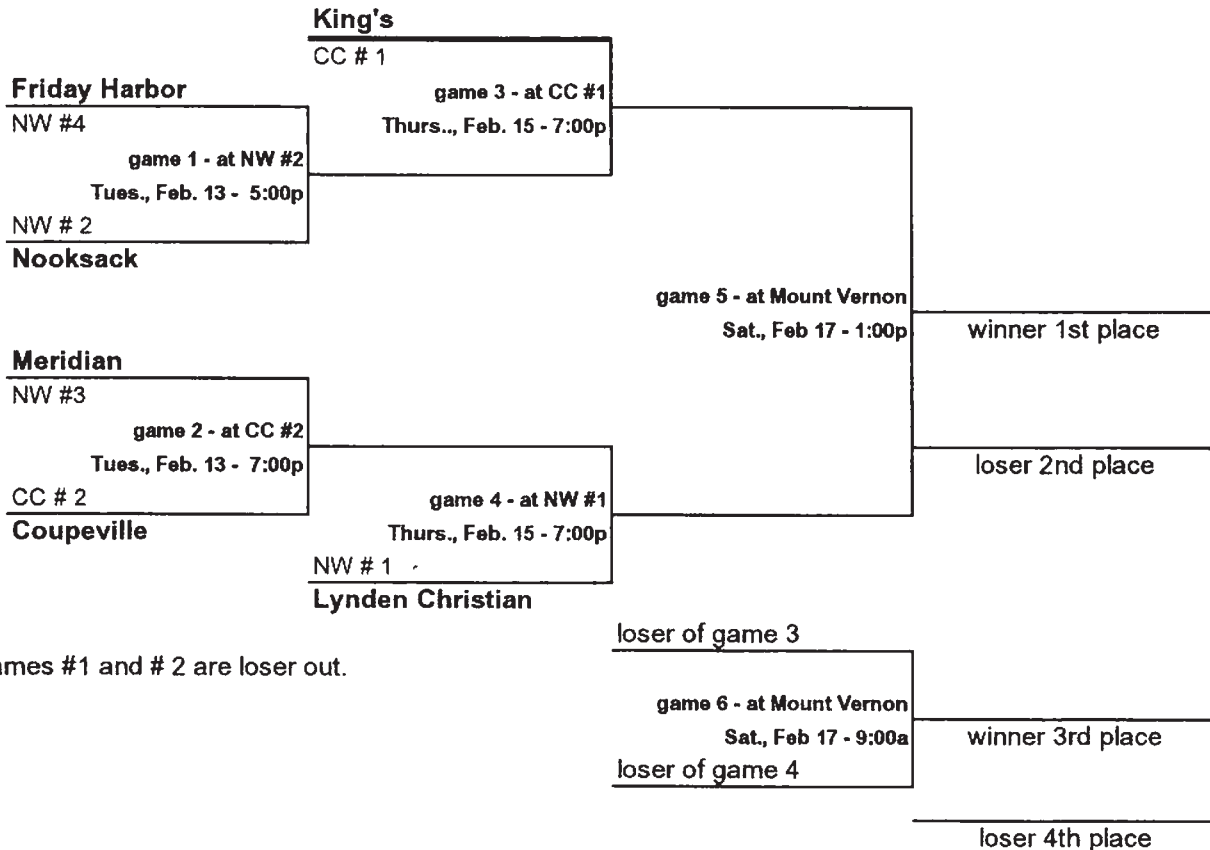 King's
CC # 1
Friday Harbor
game 3 - at CC #1
NW #4
Thurs.., Feb. 15 - 7:00p
game 1 - at NW #2
Tues., Feb. 13 - 5:00p
NW # 2
Nooksack
game 5 - at Mount Vernon
Sat., Feb 17 - 1:00p
winner 1st place
Meridian
NW #3
game 2 - at CC #2
Tues., Feb. 13 - 7:00p
loser 2nd place
CC # 2
game 4 - at NW #1
Coupeville
Thurs., Feb. 15 - 7:00p
NW # 1
Lynden Christian
loser of game 3
ames #1 and # 2 are loser out.
game 6 - at Mount Vernon
Sat., Feb 17 - 9:00a
winner 3rd place
loser of game 4
loser 4th place